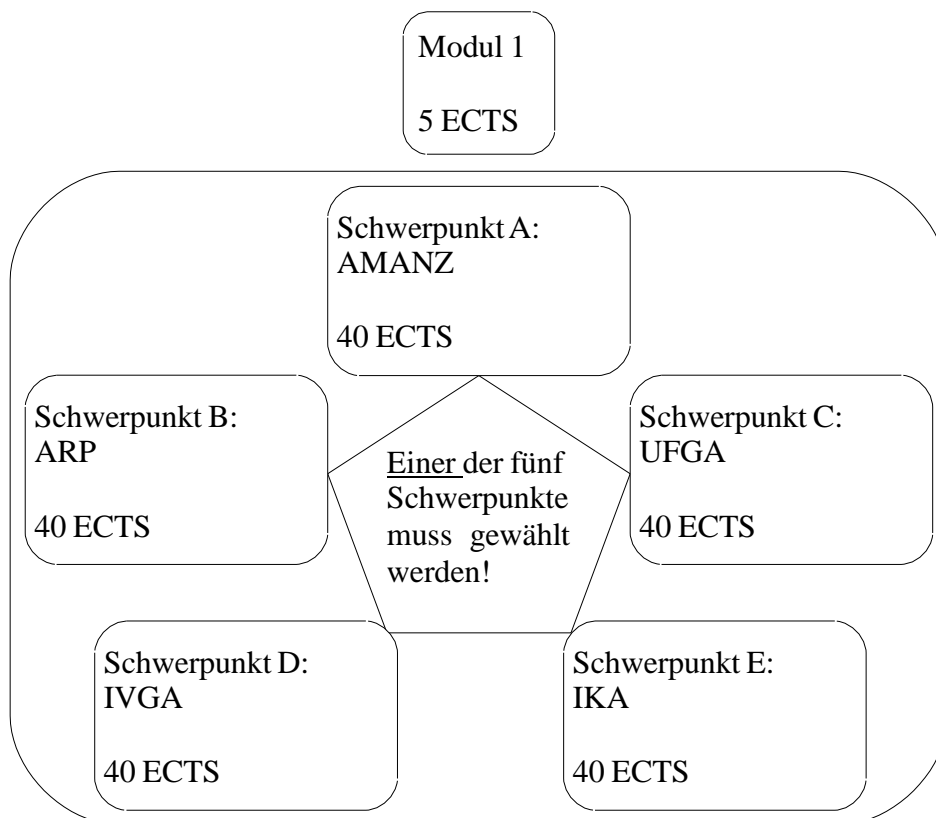 Modul 1
5 ECTS
Schwerpunkt A:
AMANZ
40 ECTS
Schwerpunkt B:
ARP
40 ECTS
Einer der fünf
Schwerpunkte
muss gewählt
werden!
Schwerpunkt C:
UFGA
40 ECTS
Schwerpunkt D:
IVGA
40 ECTS
Schwerpunkt E:
IKA
40 ECTS